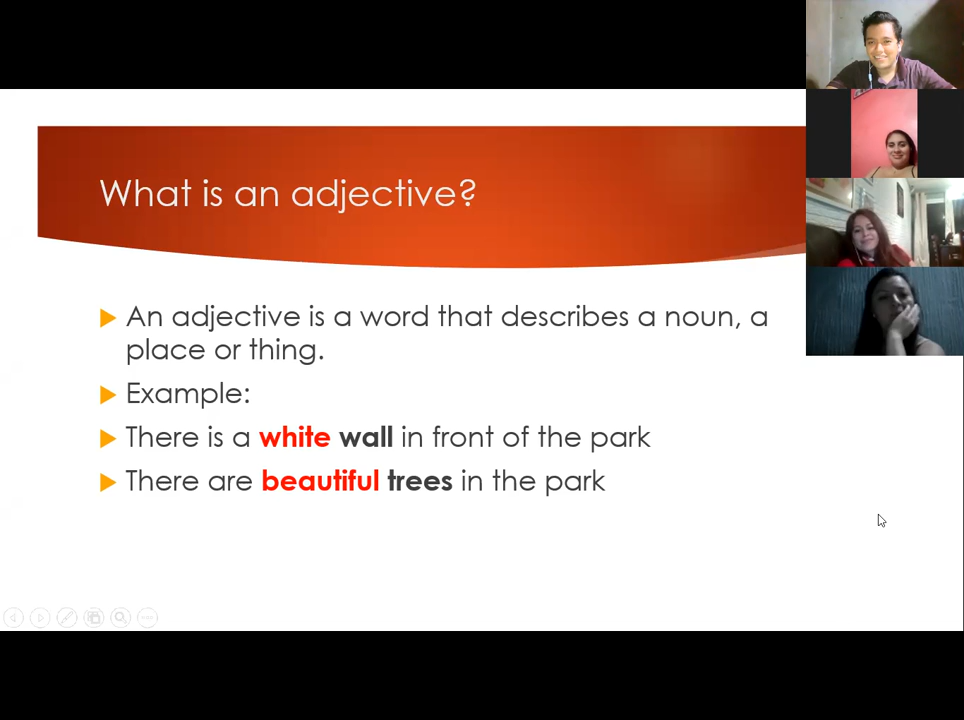 What is an adjective?
An adjective is a word that describes a noun, a
place or thing.
Example:
There is a white wall in front of the park
There are beautiful trees in the park